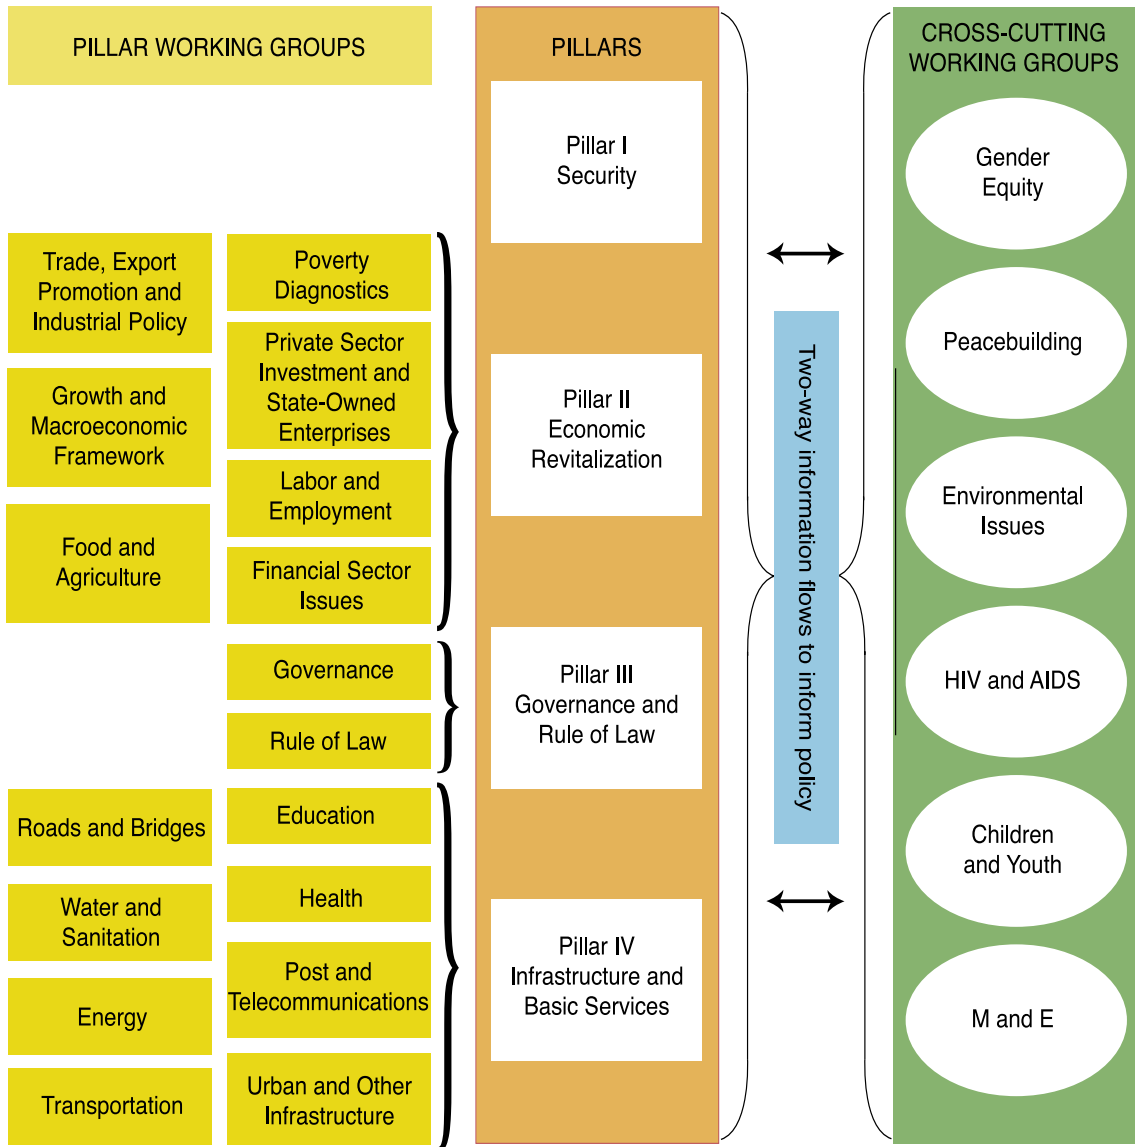 PILLAR WORKING GROUPS
Trade, Export
Promotion and
Industrial Policy
Growth and
Macroeconomic
Framework
Food and
Agriculture
Poverty
Diagnostics
Private Sector
Investment and
State-Owned
Enterprises
Labor and
Employment
Financial Sector
Issues
Governance
Rule of Law
Roads and Bridges
Water and
Sanitation
Energy
Transportation
Education
Health
Post and
Telecommunications
Urban and Other
Infrastructure
PILLARS
Pillar I
Security
Pillar II
Economic
Revitalization
Pillar III
Governance and
Rule of Law
Pillar IV
Infrastructure and
Basic Services
Two-way information flows to inform policy
CROSS-CUTTING
WORKING GROUPS
Gender
Equity
Peacebuilding
Environmental
Issues
HIV and AIDS
Children
and Youth
M and E